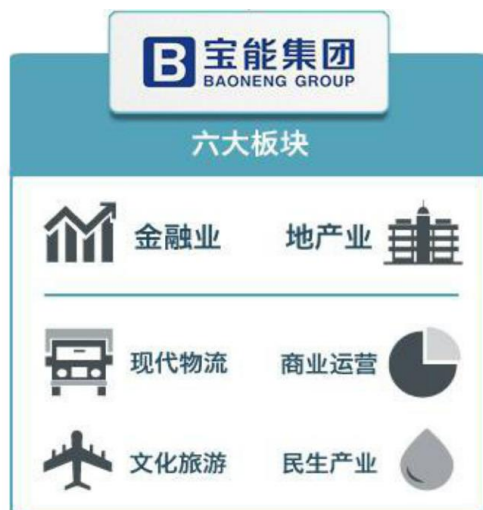 B 宝能集团
BAONENG GROUP
六大板块
金融业 地产业
现代物流 商业运营
文化旅游 民生产业